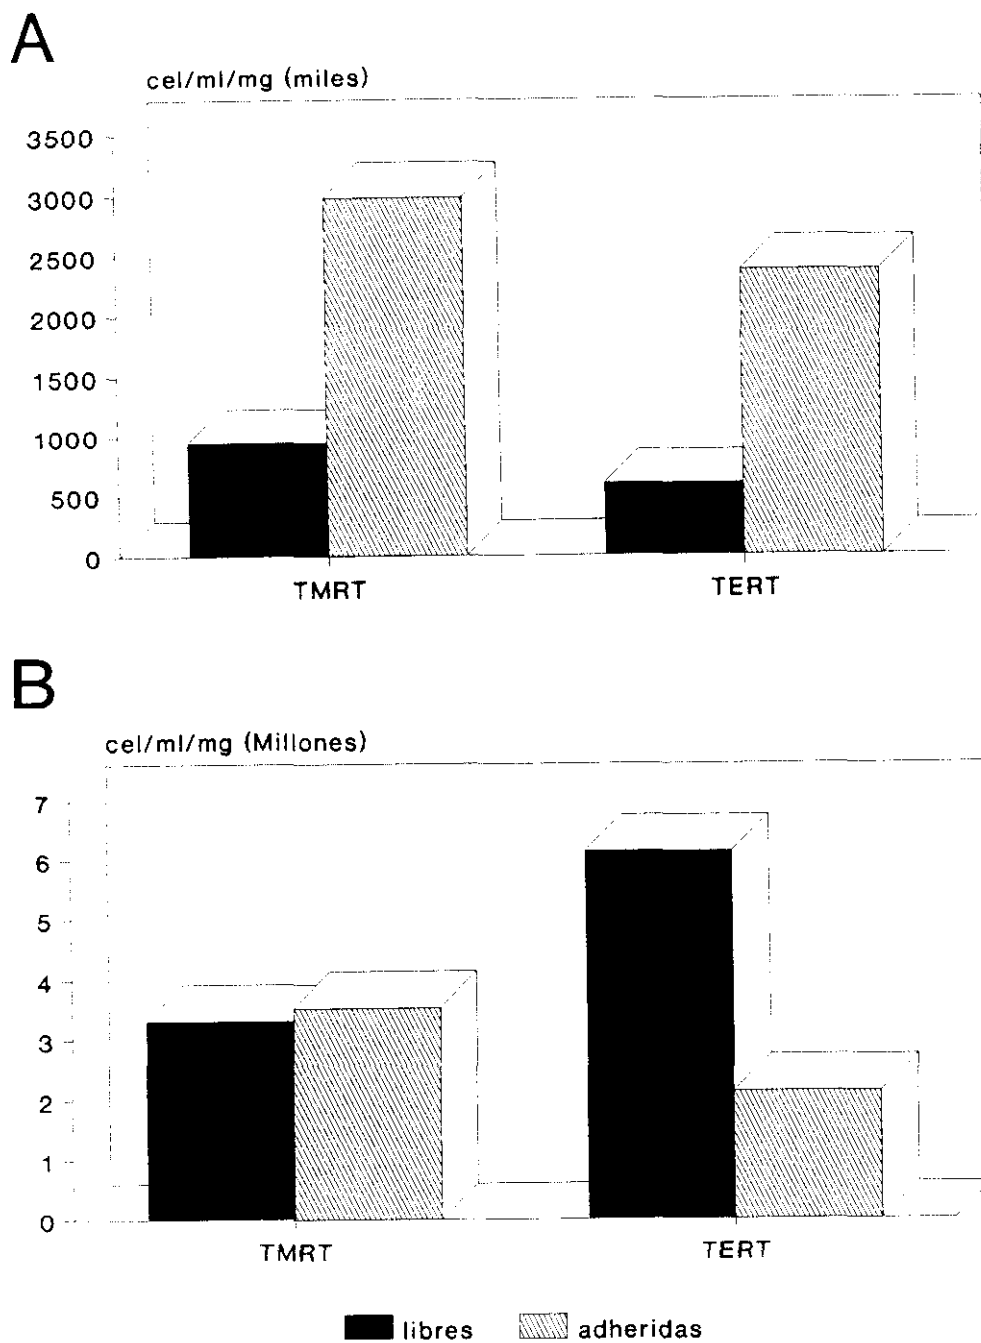 A
cel/ml/mg (miles)
3500
3000
2500
2000
1500
1000
500
0
TMRT TERT
B
cel/ml/mg (Millones)
7
6
5
4
3
2
1
0
TMRT TERT
libres adheridas